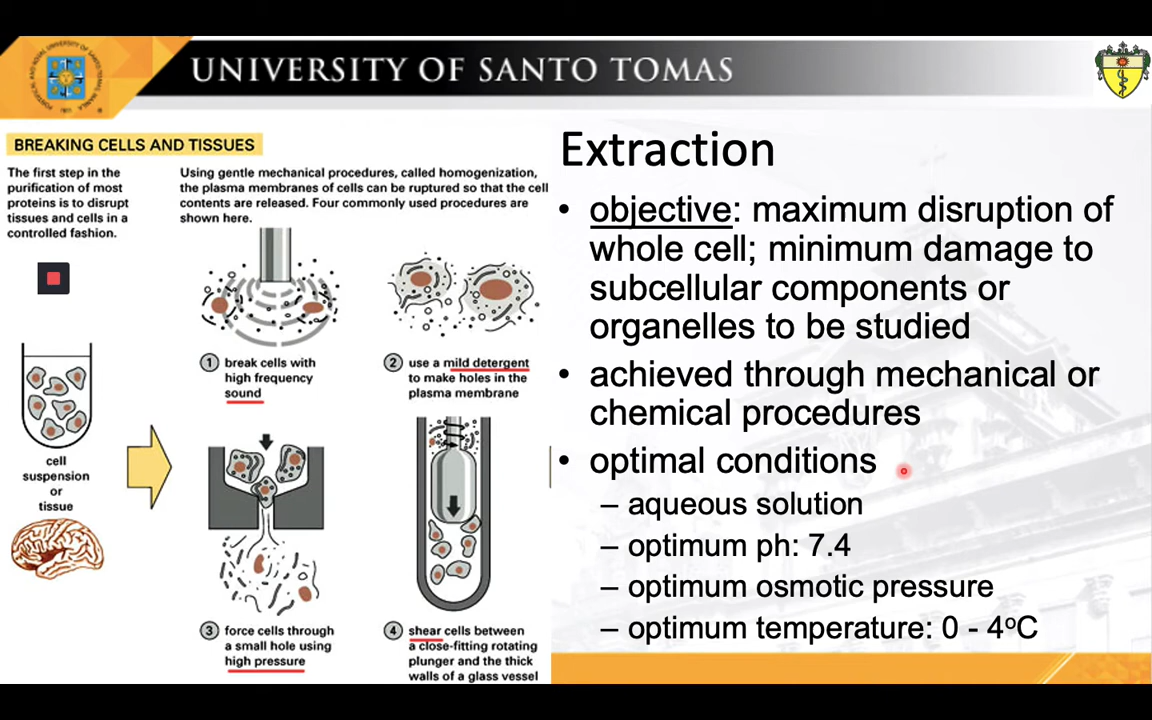 UNIVERSITY OF SANTO TOMAS
BREAKING CELLS AND TISSUES
The first step in the
purification of most
proteins is to disrupt
tissues and cells in a
controlled fashion.
Using gentle mechanical procedures, called homogenization,
the plasma membranes of cells can be ruptured so that the cell
contents are released. Four commonly used procedures are
shown here.
cell
suspension
or
tissue
1 break cells with
high frequency
sound
2 use a mild detergent
to make holes in the
plasma membrane
3 force cells through
a small hole using
high pressure
4 shear cells between
a close-fitting rotating
plunger and the thick
walls of a glass vessel
Extraction
• objective: maximum disruption of
whole cell; minimum damage to
subcellular components or
organelles to be studied
• achieved through mechanical or
chemical procedures
• optimal conditions
– aqueous solution
– optimum ph: 7.4
– optimum osmotic pressure
– optimum temperature: 0 - 4ºC